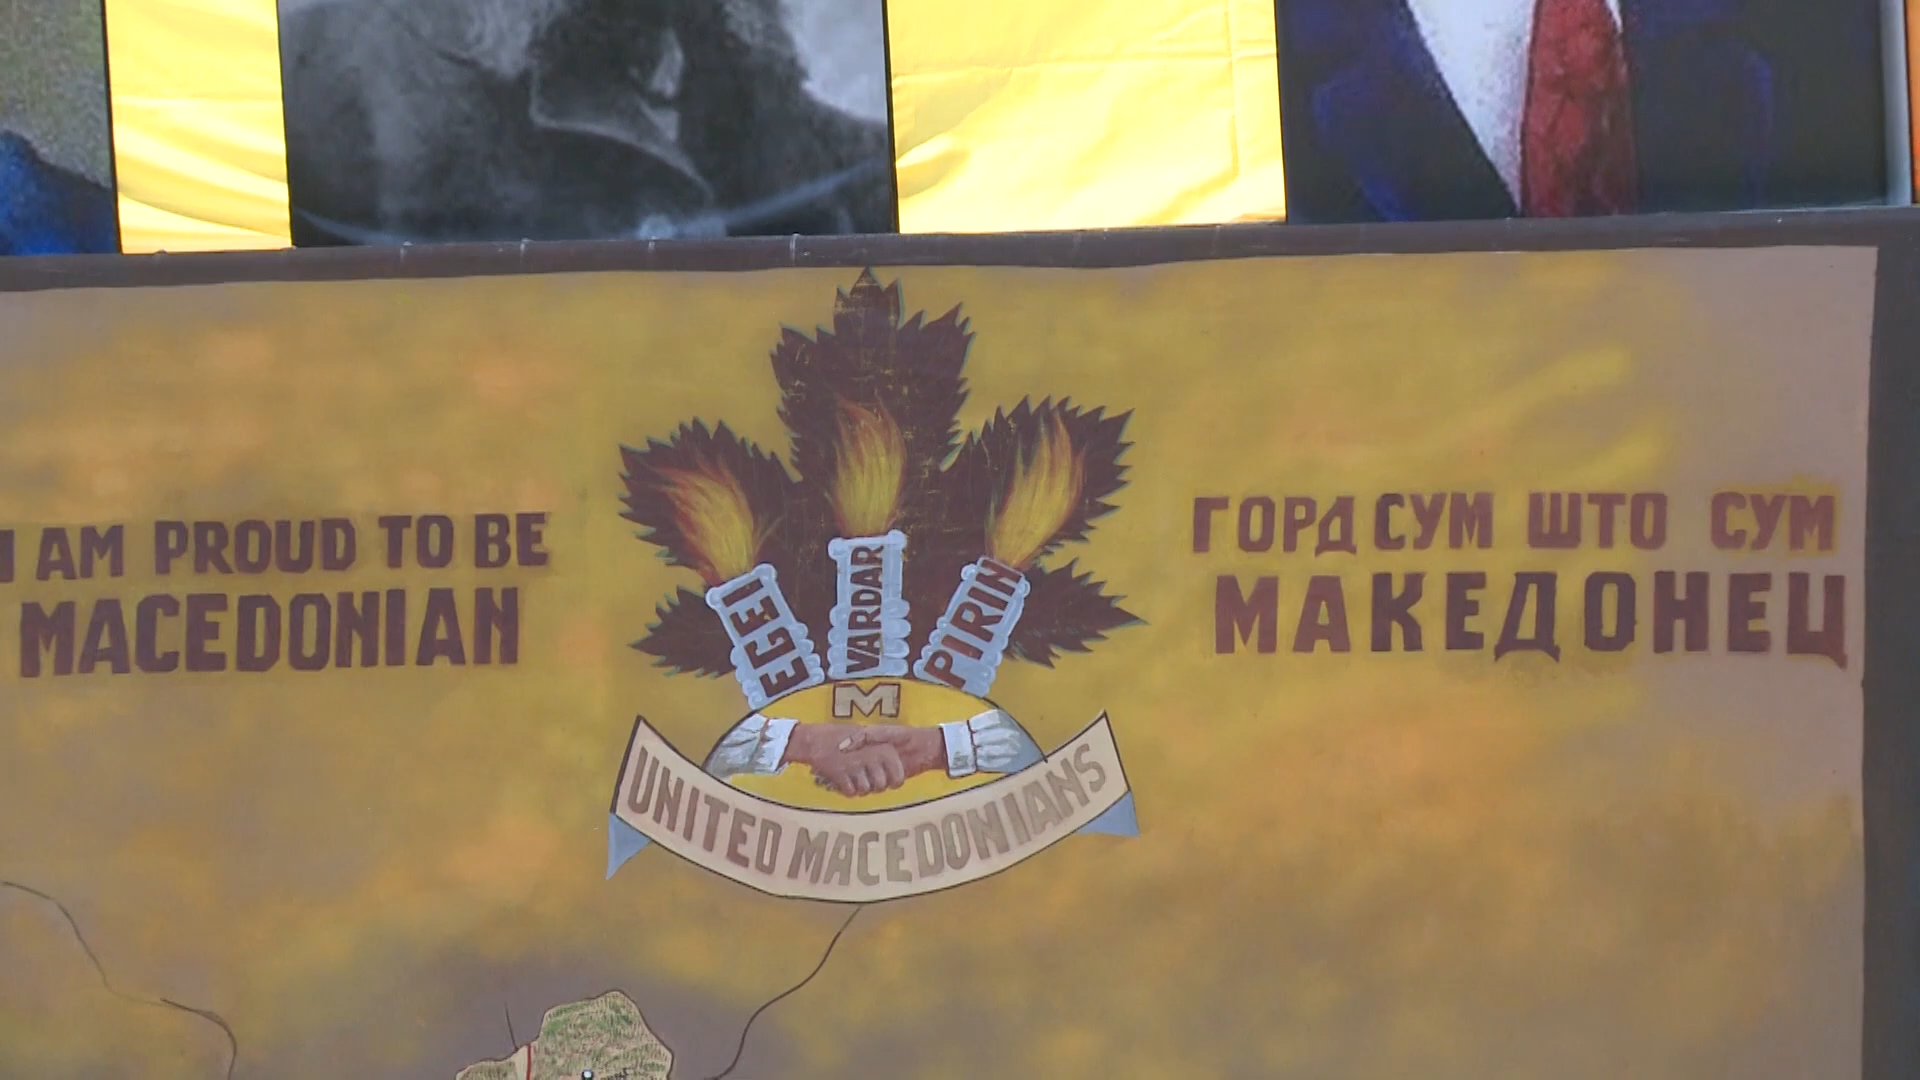 I AM PROUD TO BE
MACEDONIAN
EGEI
VARDAR
PIRIN
M
UNITED MACEDONIANS
ГОРД СУМ ШТО СУМ
МАКЕДОНЕЦ